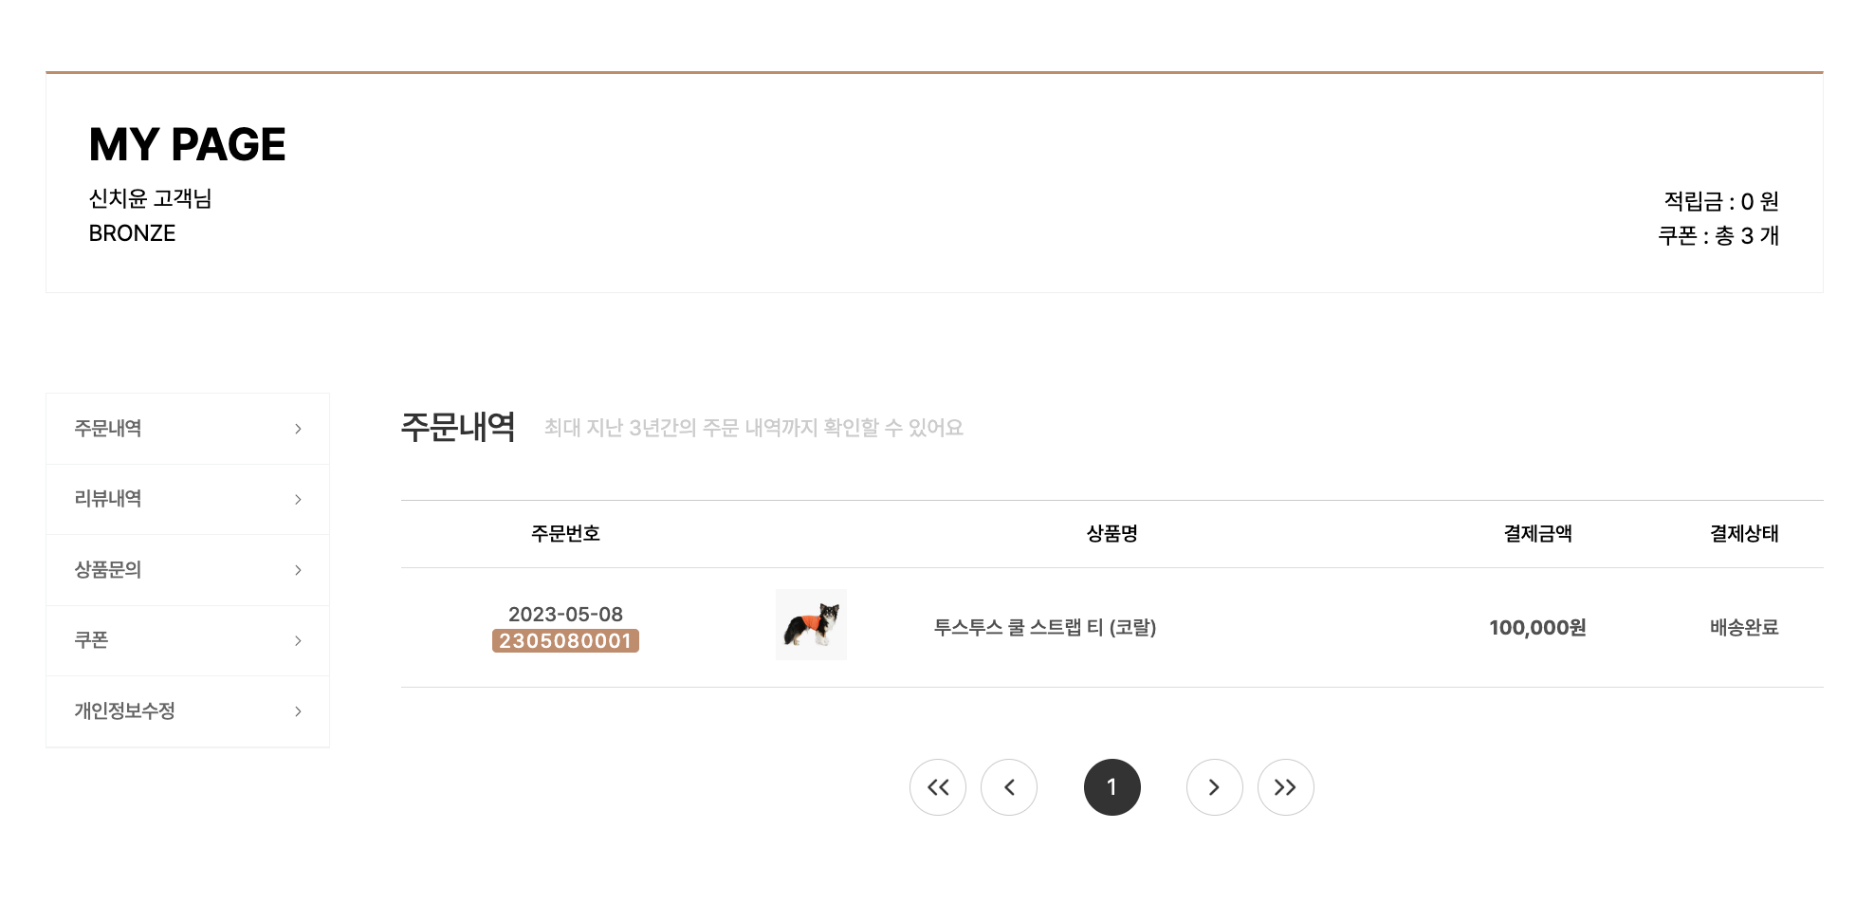 MY PAGE
신치윤 고객님
BRONZE
적립금 : 0 원
쿠폰 : 총 3 개
주문내역
리뷰내역
상품문의
쿠폰
개인정보수정
주문내역 최대 지난 3년간의 주문 내역까지 확인할 수 있어요
주문번호 상품명 결제금액 결제상태
2023-05-08
2305080001
투스투스 쿨 스트랩 티 (코랄) 100,000원 배송완료
1